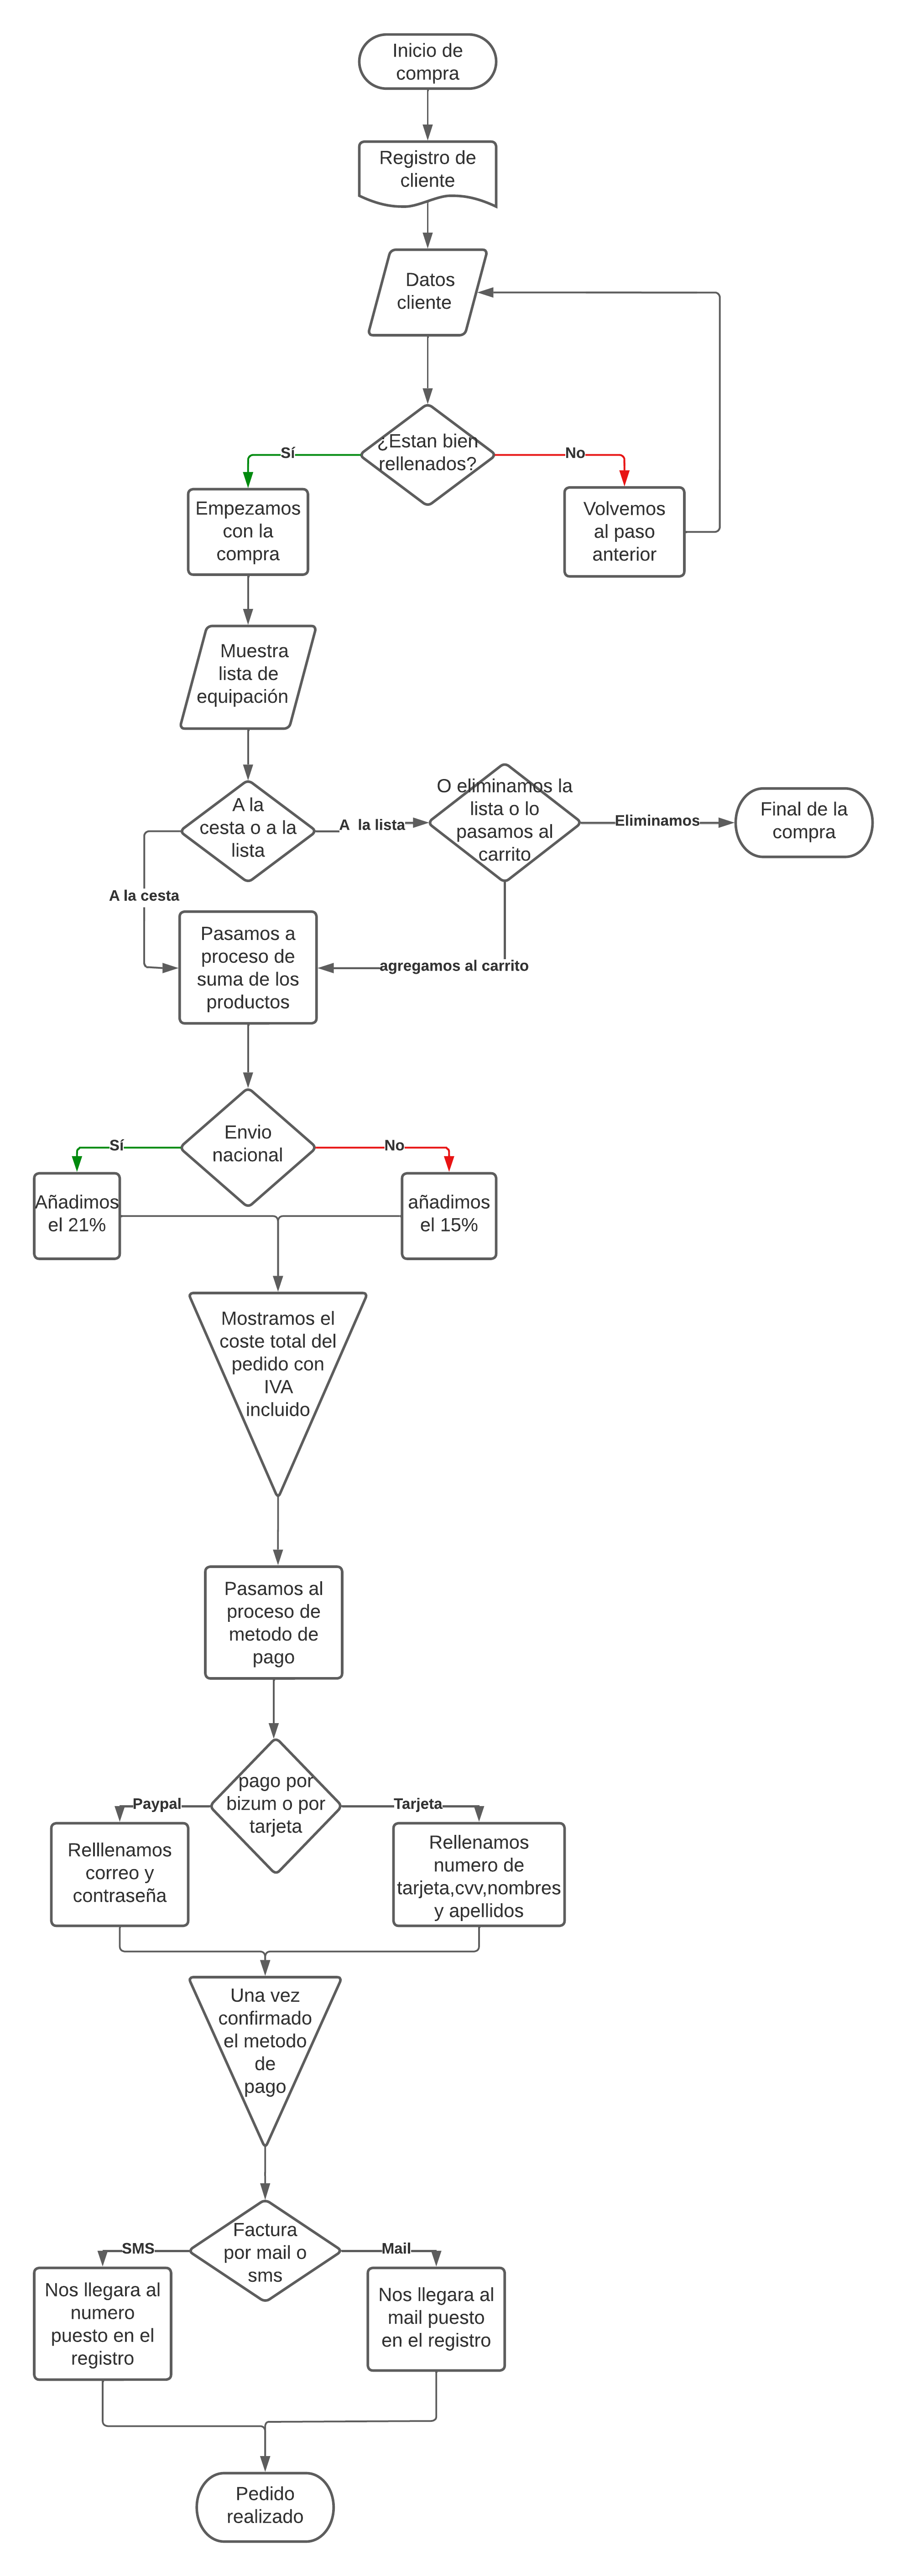 Inicio de
compra
Registro de
cliente
Datos
cliente
¿Estan bien
rellenados?
Sí
No
Empezamos
con la
compra
Volvemos
al paso
anterior
Muestra
lista de
equipación
A la
cesta o a la
lista
A la lista
O eliminamos la
lista o lo
pasamos al
carrito
Eliminamos
Final de la
compra
A la cesta
Pasamos a
proceso de
suma de los
productos
agregamos al carrito
Envio
nacional
Sí
No
Añadimos
el 21%
añadimos
el 15%
Mostramos el
coste total del
pedido con
IVA
incluido
Pasamos al
proceso de
metodo de
pago
pago por
bizum o por
tarjeta
Paypal
Tarjeta
Relllenamos
correo y
contraseña
Rellenamos
numero de
tarjeta,cvv,nombres
y apellidos
Una vez
confirmado
el metodo
de
pago
Factura
por mail o
sms
SMS
Mail
Nos llegara al
numero
puesto en el
registro
Nos llegara al
mail puesto
en el registro
Pedido
realizado